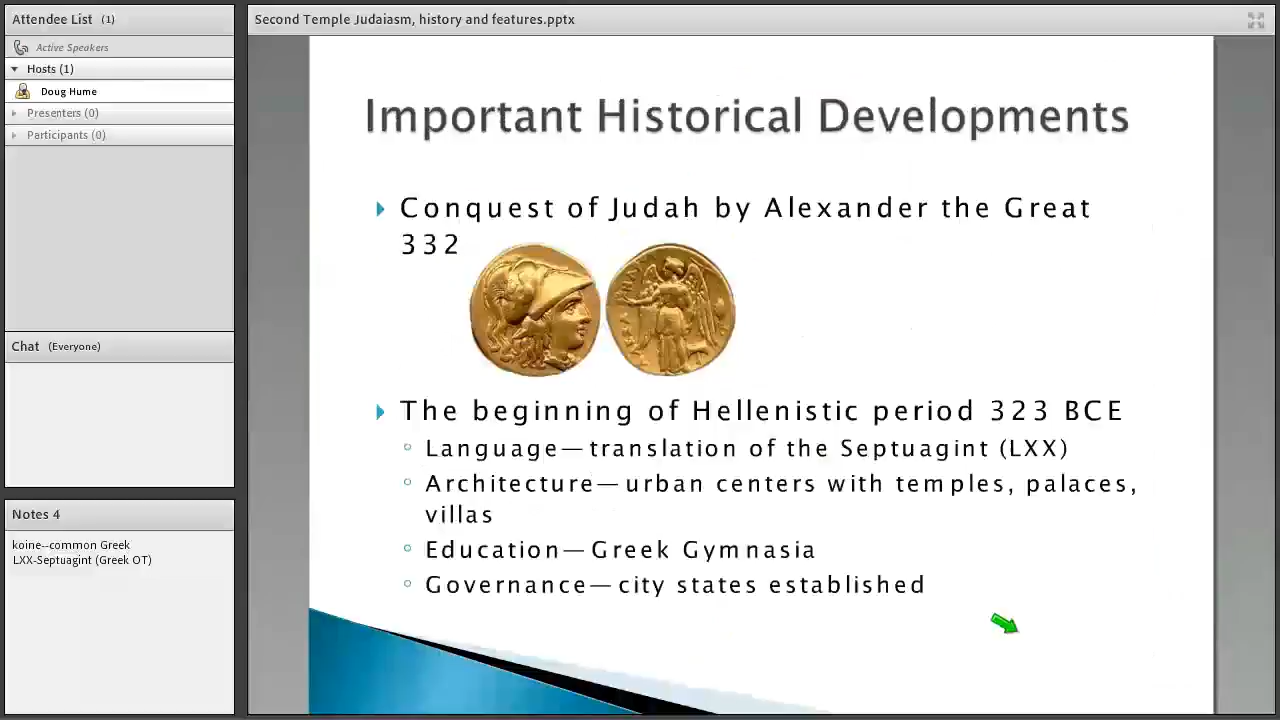 Attendee List (1)
Active Speakers
Hosts (1)
Doug Hume
Presenters (0)
Participants (0)
Chat (Everyone)
Notes 4
koine--common Greek
LXX-Septuagint (Greek OT)
Second Temple Judaiasm, history and features.pptx
Important Historical Developments
Conquest of Judah by Alexander the Great
332
The beginning of Hellenistic period 323 BCE
Language—translation of the Septuagint (LXX)
Architecture—urban centers with temples, palaces,
villas
Education—Greek Gymnasia
Governance—city states established